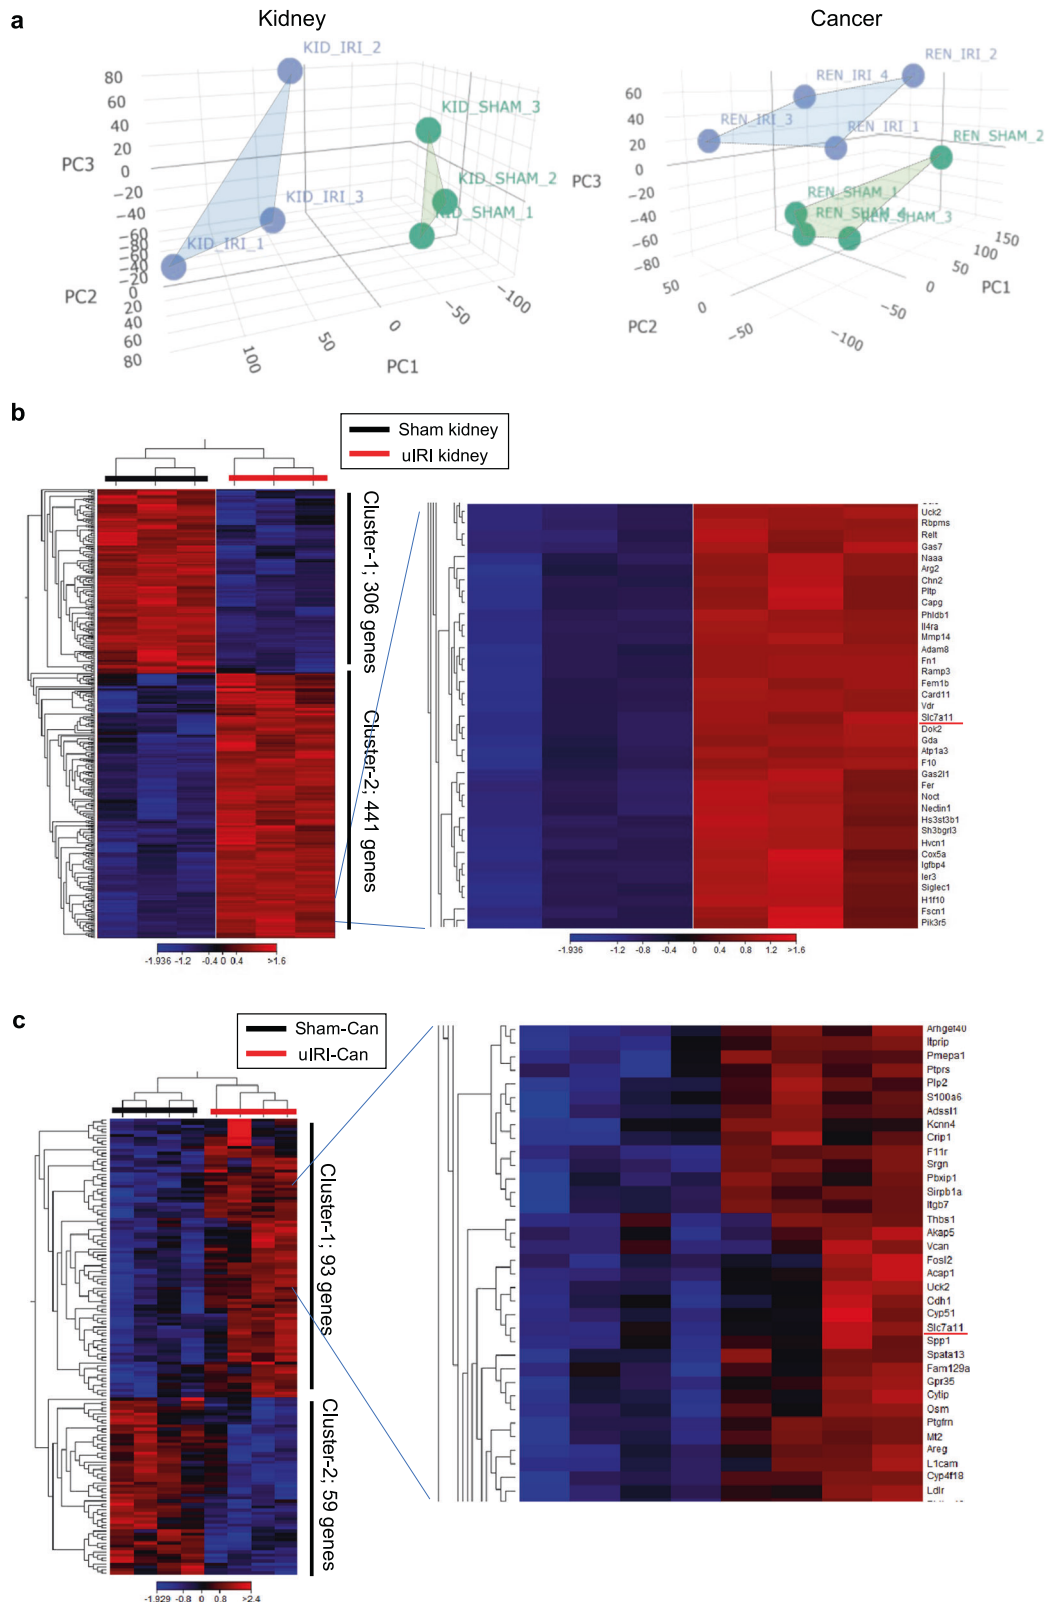 a
Kidney
Cancer
KID_IRI_2
KID_SHAM_3
KID_SHAM_2
KID_SHAM_1
KID_IRI_3
KID_IRI_1
80
60
40
20
0
−20
−40
−60
−80
PC3
−60
−40
−20
0
20
40
60
80
PC2
100
50
0
−50
−100
PC1
REN_IRI_2
REN_IRI_4
REN_IRI_3
REN_IRI_1
REN_SHAM_2
REN_SHAM_1
REN_SHAM_4
REN_SHAM_3
60
40
20
0
−20
−40
−60
−80
PC3
50
0
−50
−100
PC2
150
100
50
0
−50
PC1
b
Sham kidney
uIRI kidney
Cluster-1; 306 genes
Cluster-2; 441 genes
-1.936 -1.2 -0.4 0 0.4 >1.6
Uck2
Rbpms
Relt
Gas7
Naaa
Arg2
Chn2
Pltp
Capg
Phldb1
Il4ra
Mmp14
Adam8
Fn1
Ramp3
Fem1b
Card11
Vdr
Slc7a11
Dok2
Gda
Atp1a3
F10
Gas2l1
Fer
Noct
Nectin1
Hs3st3b1
Sh3bgrl3
Hvcn1
Cox5a
Igfbp4
Ier3
Siglec1
H1f10
Fscn1
Pik3r5
-1.936 -1.2 -0.8 -0.4 0 0.4 0.8 1.2 >1.6
c
Sham-Can
uIRI-Can
Cluster-1; 93 genes
Cluster-2; 59 genes
-1.929 -0.8 0 0.8 >2.4
Arhgef40
Itprip
Pmepa1
Ptprs
Plp2
S100a6
Adssl1
Kcnn4
Crip1
F11r
Srgn
Pbxip1
Sirpb1a
Itgb7
Thbs1
Akap5
Vcan
Fosl2
Acap1
Uck2
Cdh1
Cyp51
Slc7a11
Spp1
Spata13
Fam129a
Gpr35
Cytip
Osm
Ptgfrn
Mt2
Areg
L1cam
Cyp4f18
Ldlr